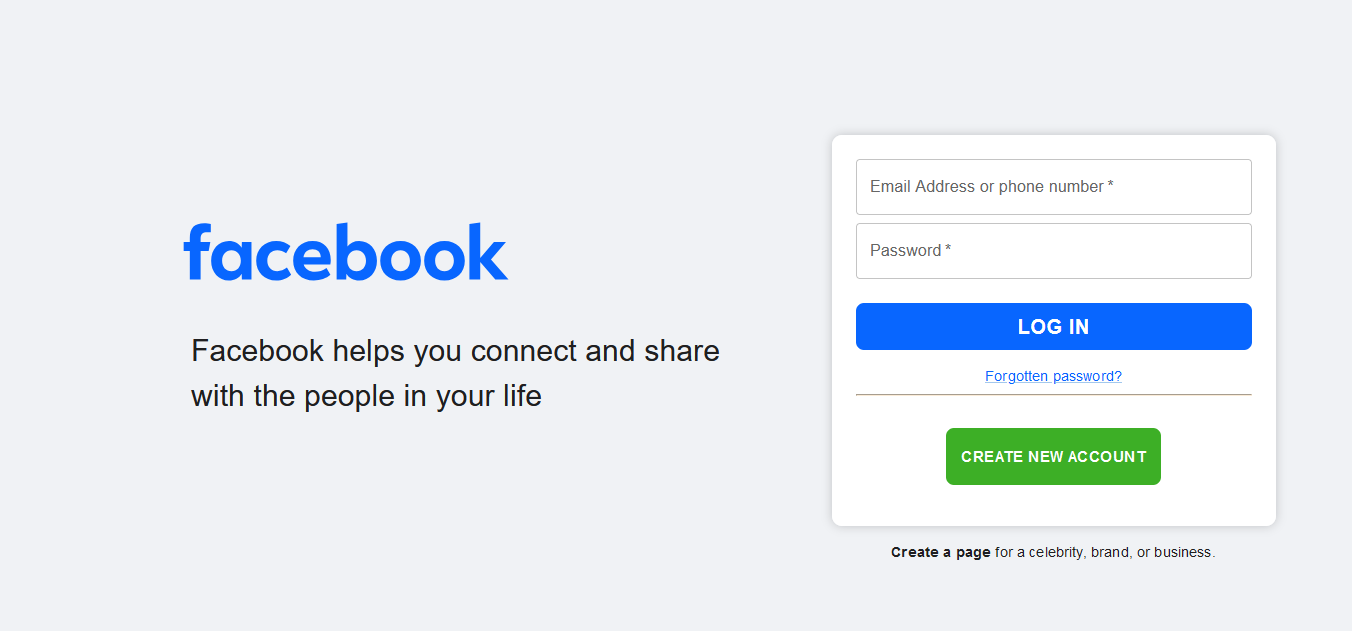 facebook
Facebook helps you connect and share
with the people in your life
Email Address or phone number *
Password *
LOG IN
Forgotten password?
CREATE NEW ACCOUNT
Create a page for a celebrity, brand, or business.